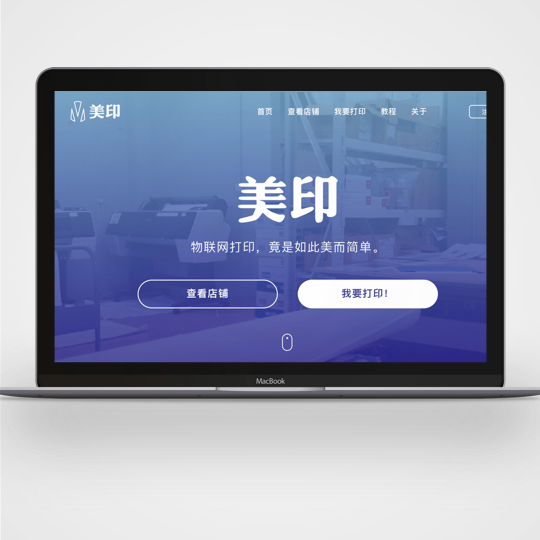 美印
首页 查看店铺 我要打印 教程 关于
美印
物联网打印，竟是如此美而简单。
查看店铺 我要打印！
MacBook